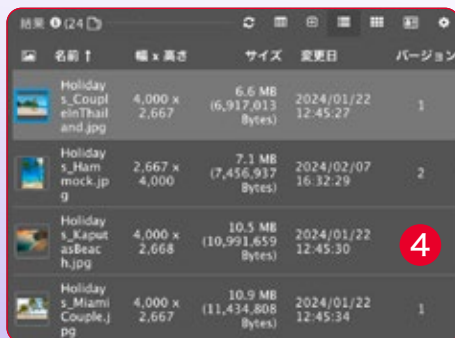 結果 ❶ (24
名前 ↑ 幅 x 高さ サイズ 変更日 バージョン
Holiday
s_Coupl
eInThail
and.jpg
4,000 x
2,667
6.6 MB
(6,917,013
Bytes)
2024/01/22
12:45:27
1
Holiday
s_Ham
mock.jp
g
2,667 x
4,000
7.1 MB
(7,456,937
Bytes)
2024/02/07
16:32:29
2
Holiday
s_Kaput
asBeac
h.jpg
4,000 x
2,668
10.5 MB
(10,991,659
Bytes)
2024/01/22
12:45:30
4
Holiday
s_Miami
Couple.j
pg
4,000 x
2,667
10.9 MB
(11,434,808
Bytes)
2024/01/22
12:45:34
1